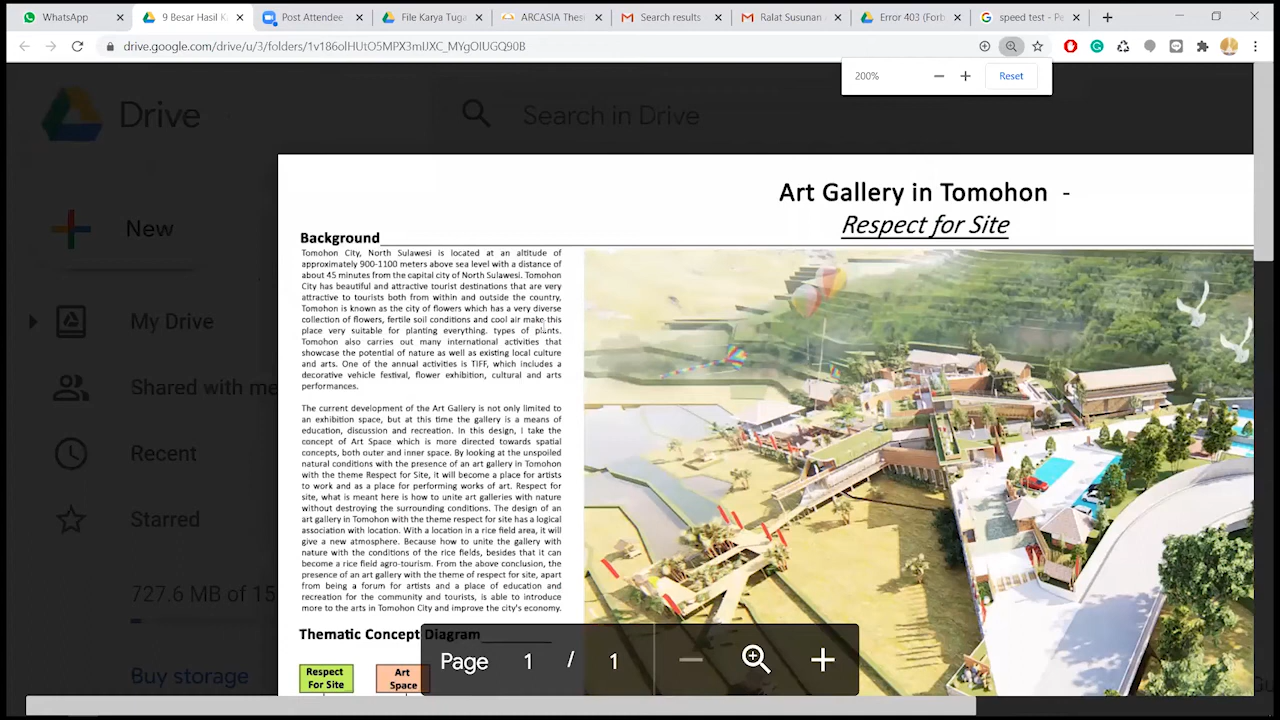 WhatsApp
9 Besar Hasil K
Post Attendee
File Karya Tuga
ARCASIA Thesi
Search results
Ralat Susunan
Error 403 (Forb
speed test - Pe
drive.google.com/drive/u/3/folders/1v186olHUtO5MPX3mlJXC_MYgOIUGQ90B
200%
Reset
Drive
Search in Drive
New
My Drive
Shared with me
Recent
Starred
727.6 MB of 15
Buy storage
Art Gallery in Tomohon -
Respect for Site
Background
Tomohon City, North Sulawesi is located at an altitude of
approximately 900-1100 meters above sea level with a distance of
about 45 minutes from the capital city of North Sulawesi. Tomohon
City has beautiful and attractive tourist destinations that are very
attractive to tourists both from within and outside the country,
Tomohon is known as the city of flowers which has a very diverse
collection of flowers, fertile soil conditions and cool air make this
place very suitable for planting everything. types of plants.
Tomohon also carries out many international activities that
showcase the potential of nature as well as existing local culture
and arts. One of the annual activities is TIFF, which includes a
decorative vehicle festival, flower exhibition, cultural and arts
performances.
The current development of the Art Gallery is not only limited to
an exhibition space, but at this time the gallery is a means of
education, discussion and recreation. In this design, I take the
concept of Art Space which is more directed towards spatial
concepts, both outer and inner space. By looking at the unspoiled
natural conditions with the presence of an art gallery in Tomohon
with the theme Respect for Site, it will become a place for artists
to work and as a place for performing works of art. Respect for
site, what is meant here is how to unite art galleries with nature
without destroying the surrounding conditions. The design of an
art gallery in Tomohon with the theme respect for site has a logical
association with location. With a location in a rice field area, it will
give a new atmosphere. Because how to unite the gallery with
nature with the conditions of the rice fields, besides that it can
become a rice field agro-tourism. From the above conclusion, the
presence of an art gallery with the theme of respect for site, apart
from being a forum for artists and a place of education and
recreation for the community and tourists, is able to introduce
more to the arts in Tomohon City and improve the city's economy.
Thematic Concept Diagram
Respect
For Site
Art
Space
Page 1 / 1